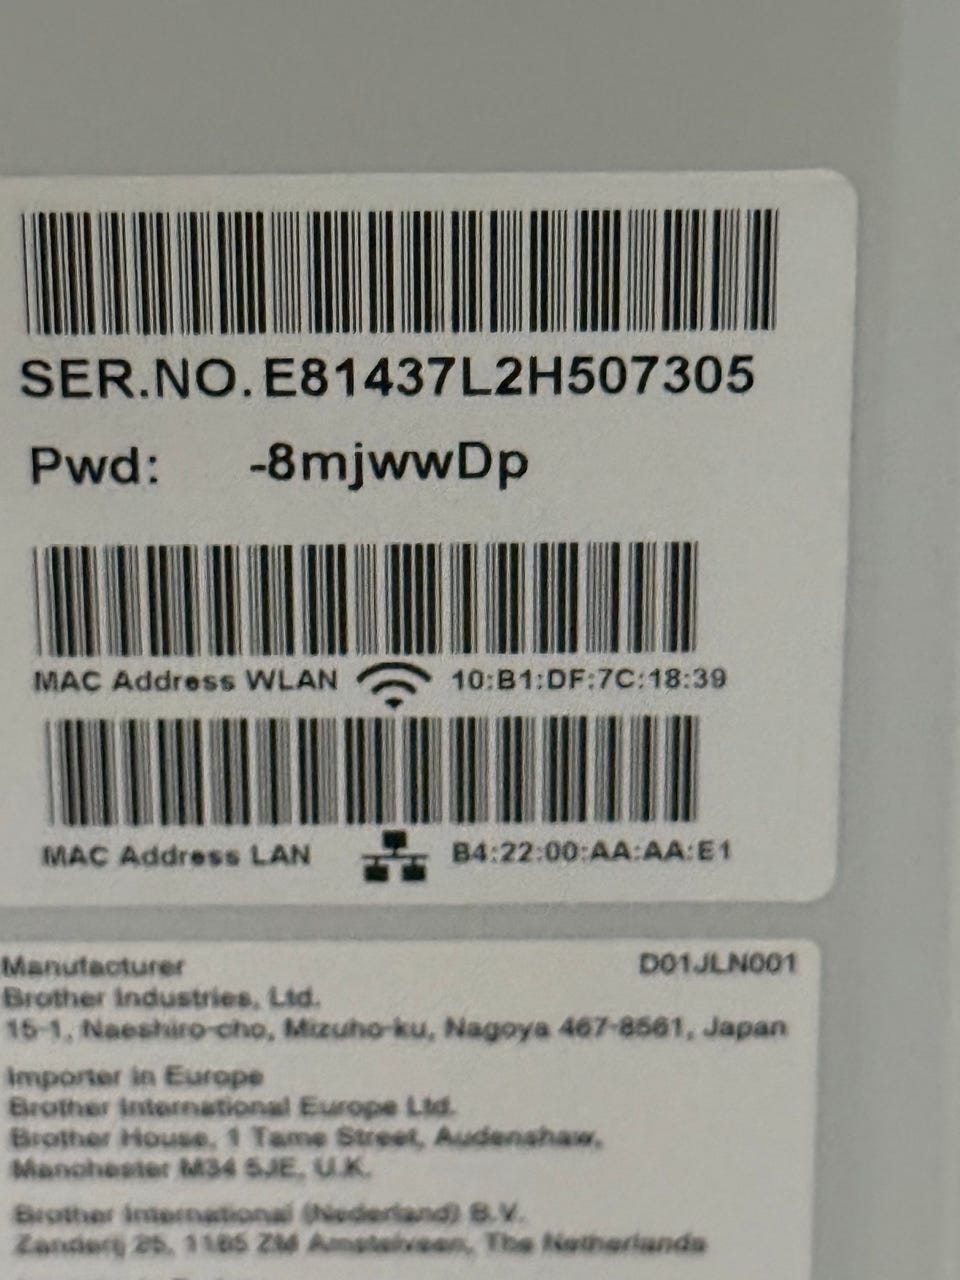 SER.NO. E81437L2H507305
Pwd: -8mjwwDp
MAC Address WLAN 10:B1:DF:7C:18:39
MAC Address LAN B4:22:00:AA:AA:E1
Manufacturer D01JLN001
Brother Industries, Ltd.
15-1, Naeshiro-cho, Mizuho-ku, Nagoya 467-8561, Japan
Importer in Europe
Brother International Europe Ltd.
Brother House, 1 Tame Street, Audenshaw,
Manchester M34 5JE, U.K.
Brother International (Nederland) B.V.
Zanderij 25, 1185 ZM Amstelveen, The Netherlands